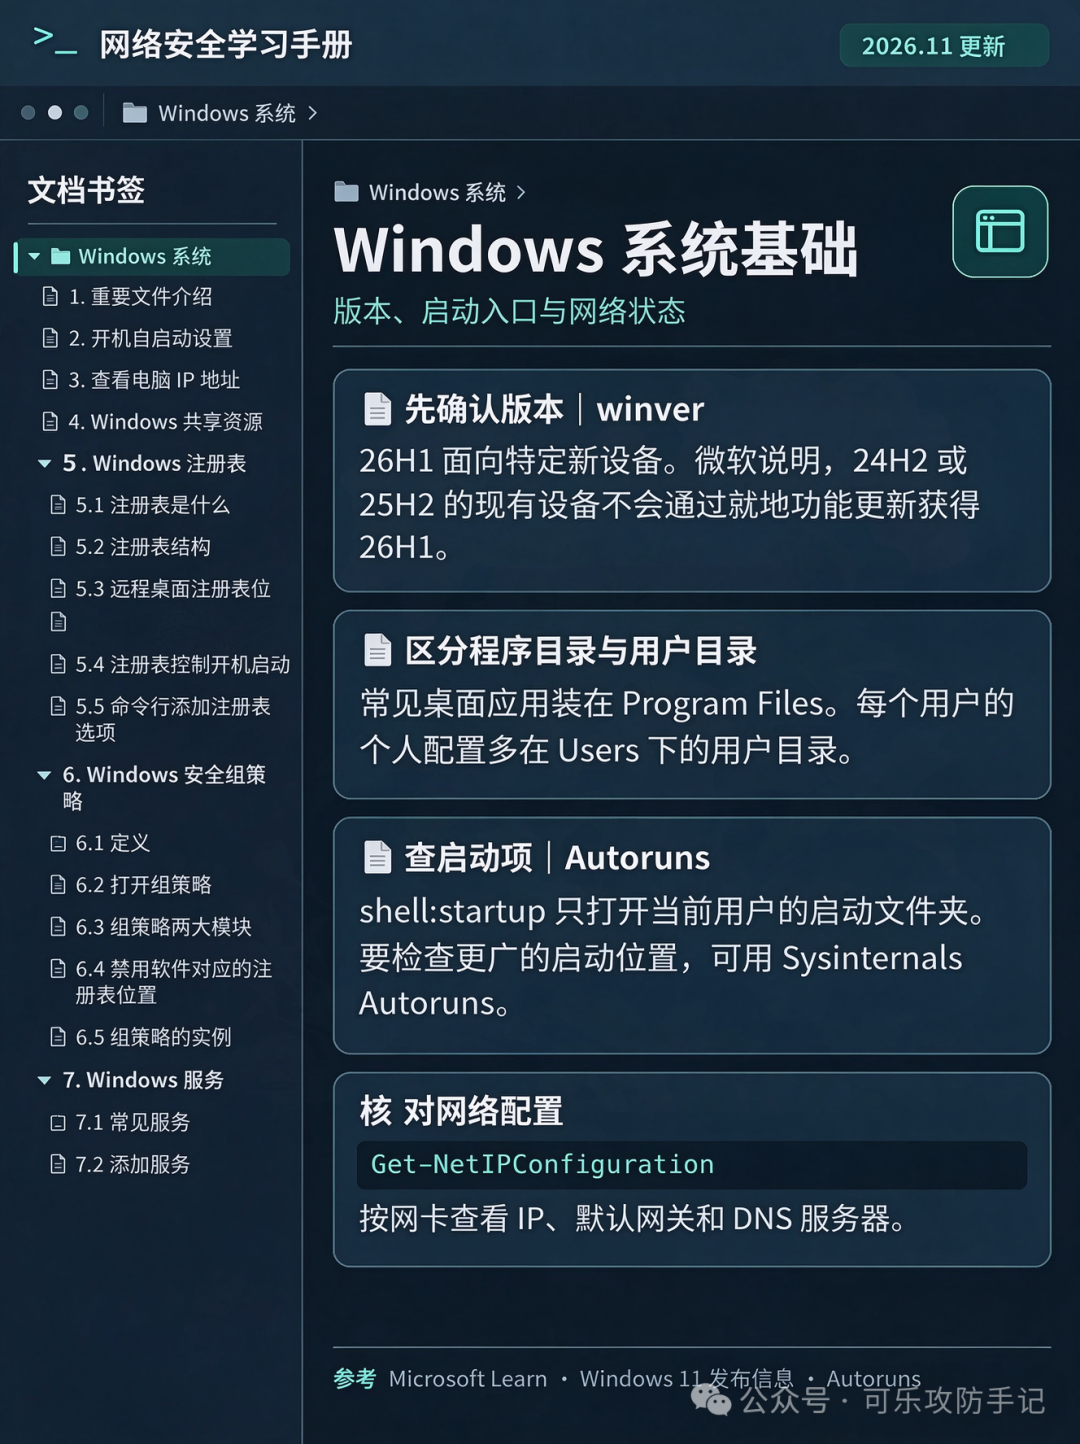 >_ 网络安全学习手册
2026.11 更新
Windows 系统 >
文档书签
Windows 系统
1. 重要文件介绍
2. 开机自启动设置
3. 查看电脑 IP 地址
4. Windows 共享资源
5 . Windows 注册表
5.1 注册表是什么
5.2 注册表结构
5.3 远程桌面注册表位
5.4 注册表控制开机启动
5.5 命令行添加注册表
选项
6. Windows 安全组策
略
6.1 定义
6.2 打开组策略
6.3 组策略两大模块
6.4 禁用软件对应的注
册表位置
6.5 组策略的实例
7. Windows 服务
7.1 常见服务
7.2 添加服务
Windows 系统 >
Windows 系统基础
版本、启动入口与网络状态
先确认版本｜winver
26H1 面向特定新设备。微软说明，24H2 或
25H2 的现有设备不会通过就地功能更新获得
26H1。
区分程序目录与用户目录
常见桌面应用装在 Program Files。每个用户的
个人配置多在 Users 下的用户目录。
查启动项｜Autoruns
shell:startup 只打开当前用户的启动文件夹。
要检查更广的启动位置，可用 Sysinternals
Autoruns。
核 对网络配置
Get-NetIPConfiguration
按网卡查看 IP、默认网关和 DNS 服务器。
参考 Microsoft Learn · Windows 11 发布信息 · Autoruns
公众号 · 可乐攻防手记